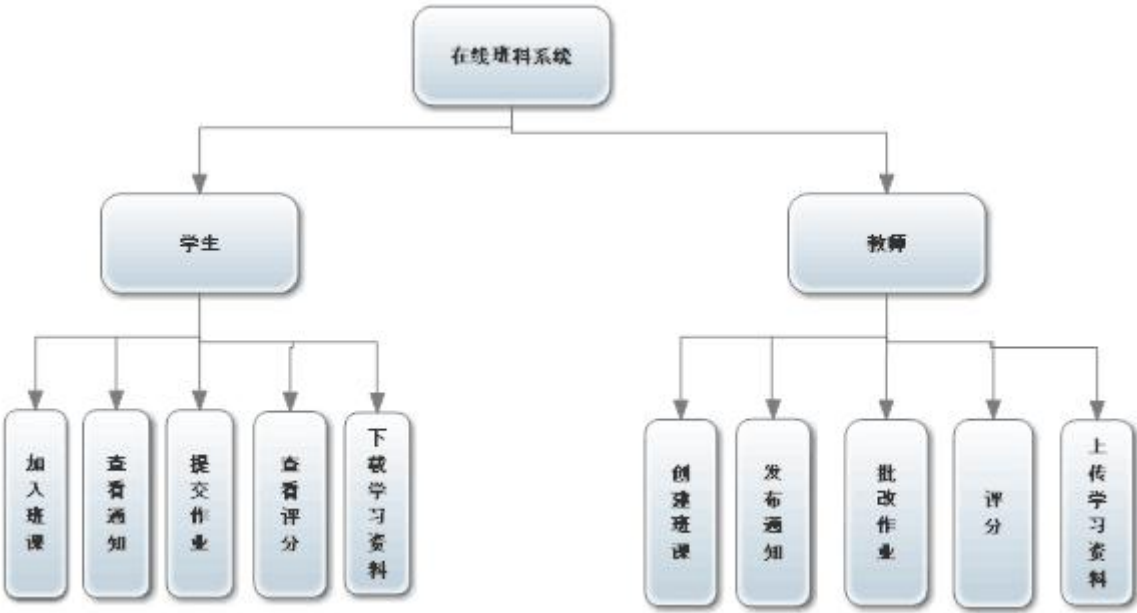 在线班科系统
学生
教师
加入班课
查看通知
提交作业
查看评分
下载学习资料
创建班课
发布通知
批改作业
评分
上传学习资料